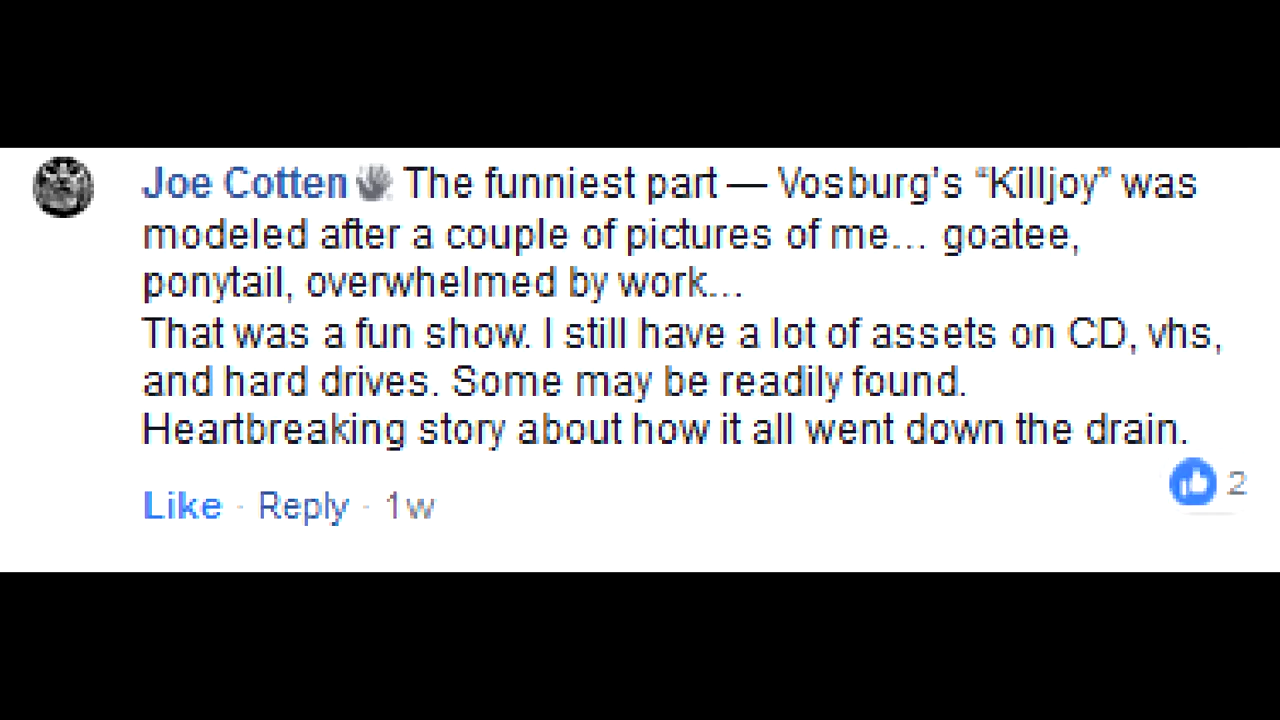 Joe Cotten👋 The funniest part — Vosburg's “Killjoy” was
modeled after a couple of pictures of me... goatee,
ponytail, overwhelmed by work...
That was a fun show. I still have a lot of assets on CD, vhs,
and hard drives. Some may be readily found.
Heartbreaking story about how it all went down the drain.
Like · Reply · 1w
2